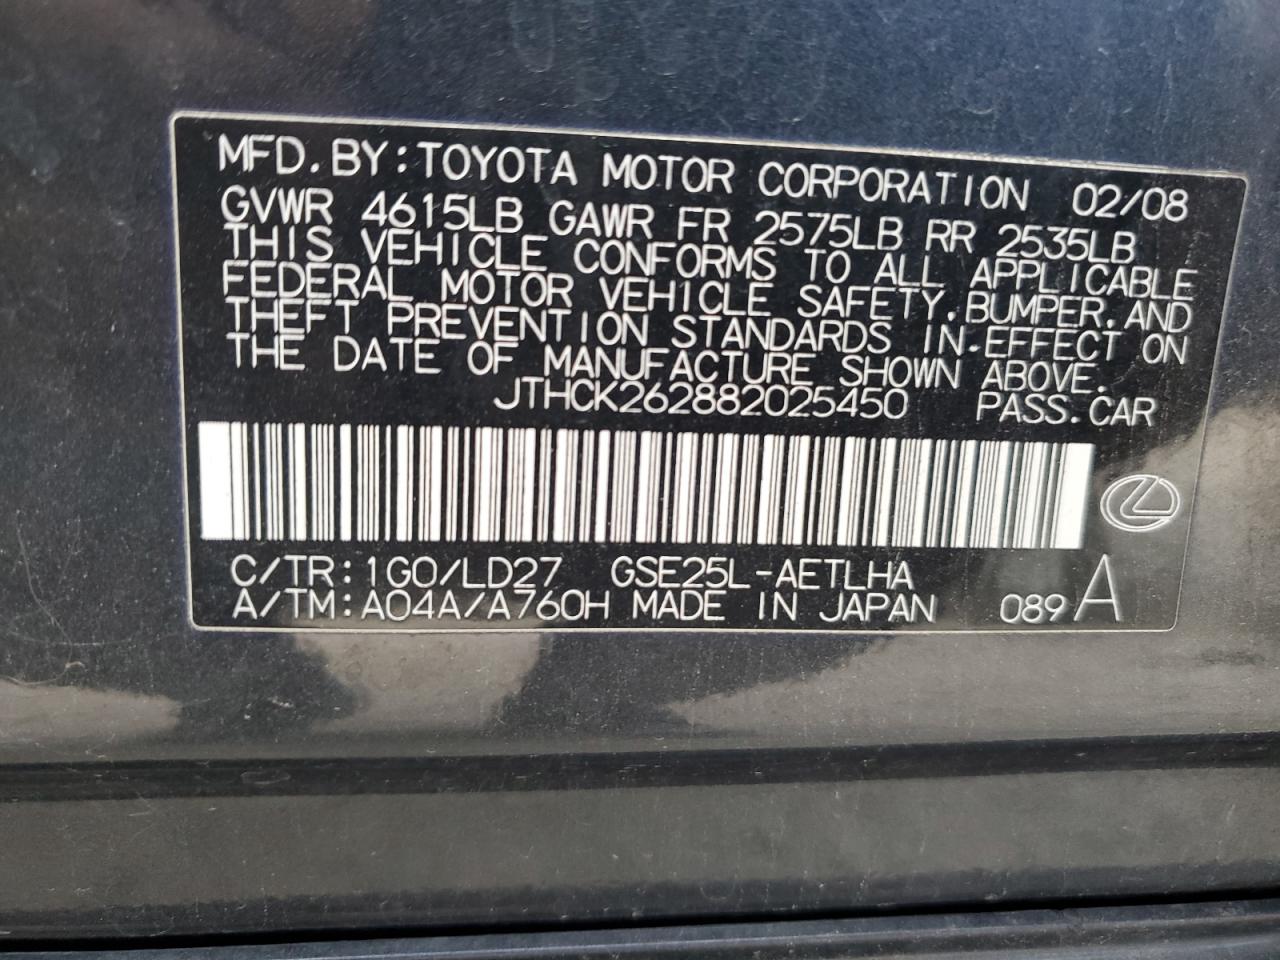 MFD. BY: TOYOTA MOTOR CORPORATION 02/08
GVWR 4615LB GAWR FR 2575LB RR 2535LB
THIS VEHICLE CONFORMS TO ALL APPLICABLE
FEDERAL MOTOR VEHICLE SAFETY, BUMPER, AND
THEFT PREVENTION STANDARDS IN EFFECT ON
THE DATE OF MANUFACTURE SHOWN ABOVE.
JTHCK262882025450 PASS. CAR
C/TR: 1G0/LD27 GSE25L-AETLHA
A/TM: A04A/A760H MADE IN JAPAN 089 A